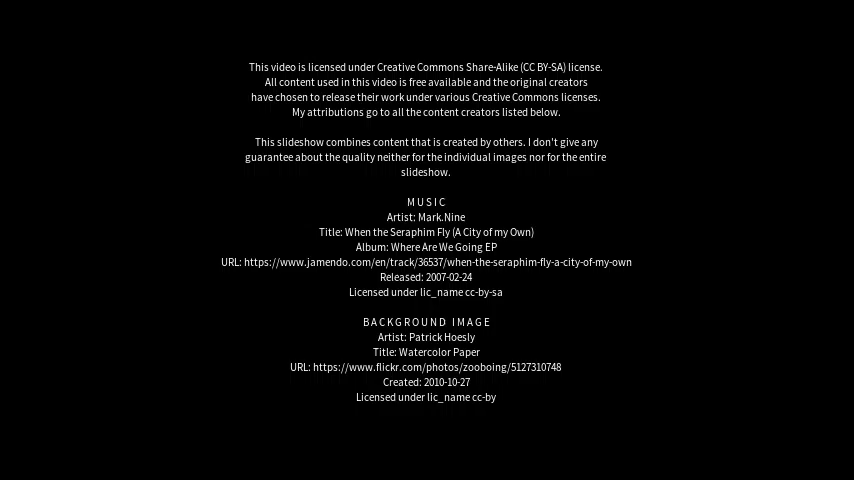 This video is licensed under Creative Commons Share-Alike (CC BY-SA) license.
All content used in this video is free available and the original creators
have chosen to release their work under various Creative Commons licenses.
My attributions go to all the content creators listed below.
This slideshow combines content that is created by others. I don't give any
guarantee about the quality neither for the individual images nor for the entire
slideshow.
MUSIC
Artist: Mark.Nine
Title: When the Seraphim Fly (A City of my Own)
Album: Where Are We Going EP
URL: https://www.jamendo.com/en/track/36537/when-the-seraphim-fly-a-city-of-my-own
Released: 2007-02-24
Licensed under lic_name cc-by-sa
BACKGROUND IMAGE
Artist: Patrick Hoesly
Title: Watercolor Paper
URL: https://www.flickr.com/photos/zooboing/5127310748
Created: 2010-10-27
Licensed under lic_name cc-by